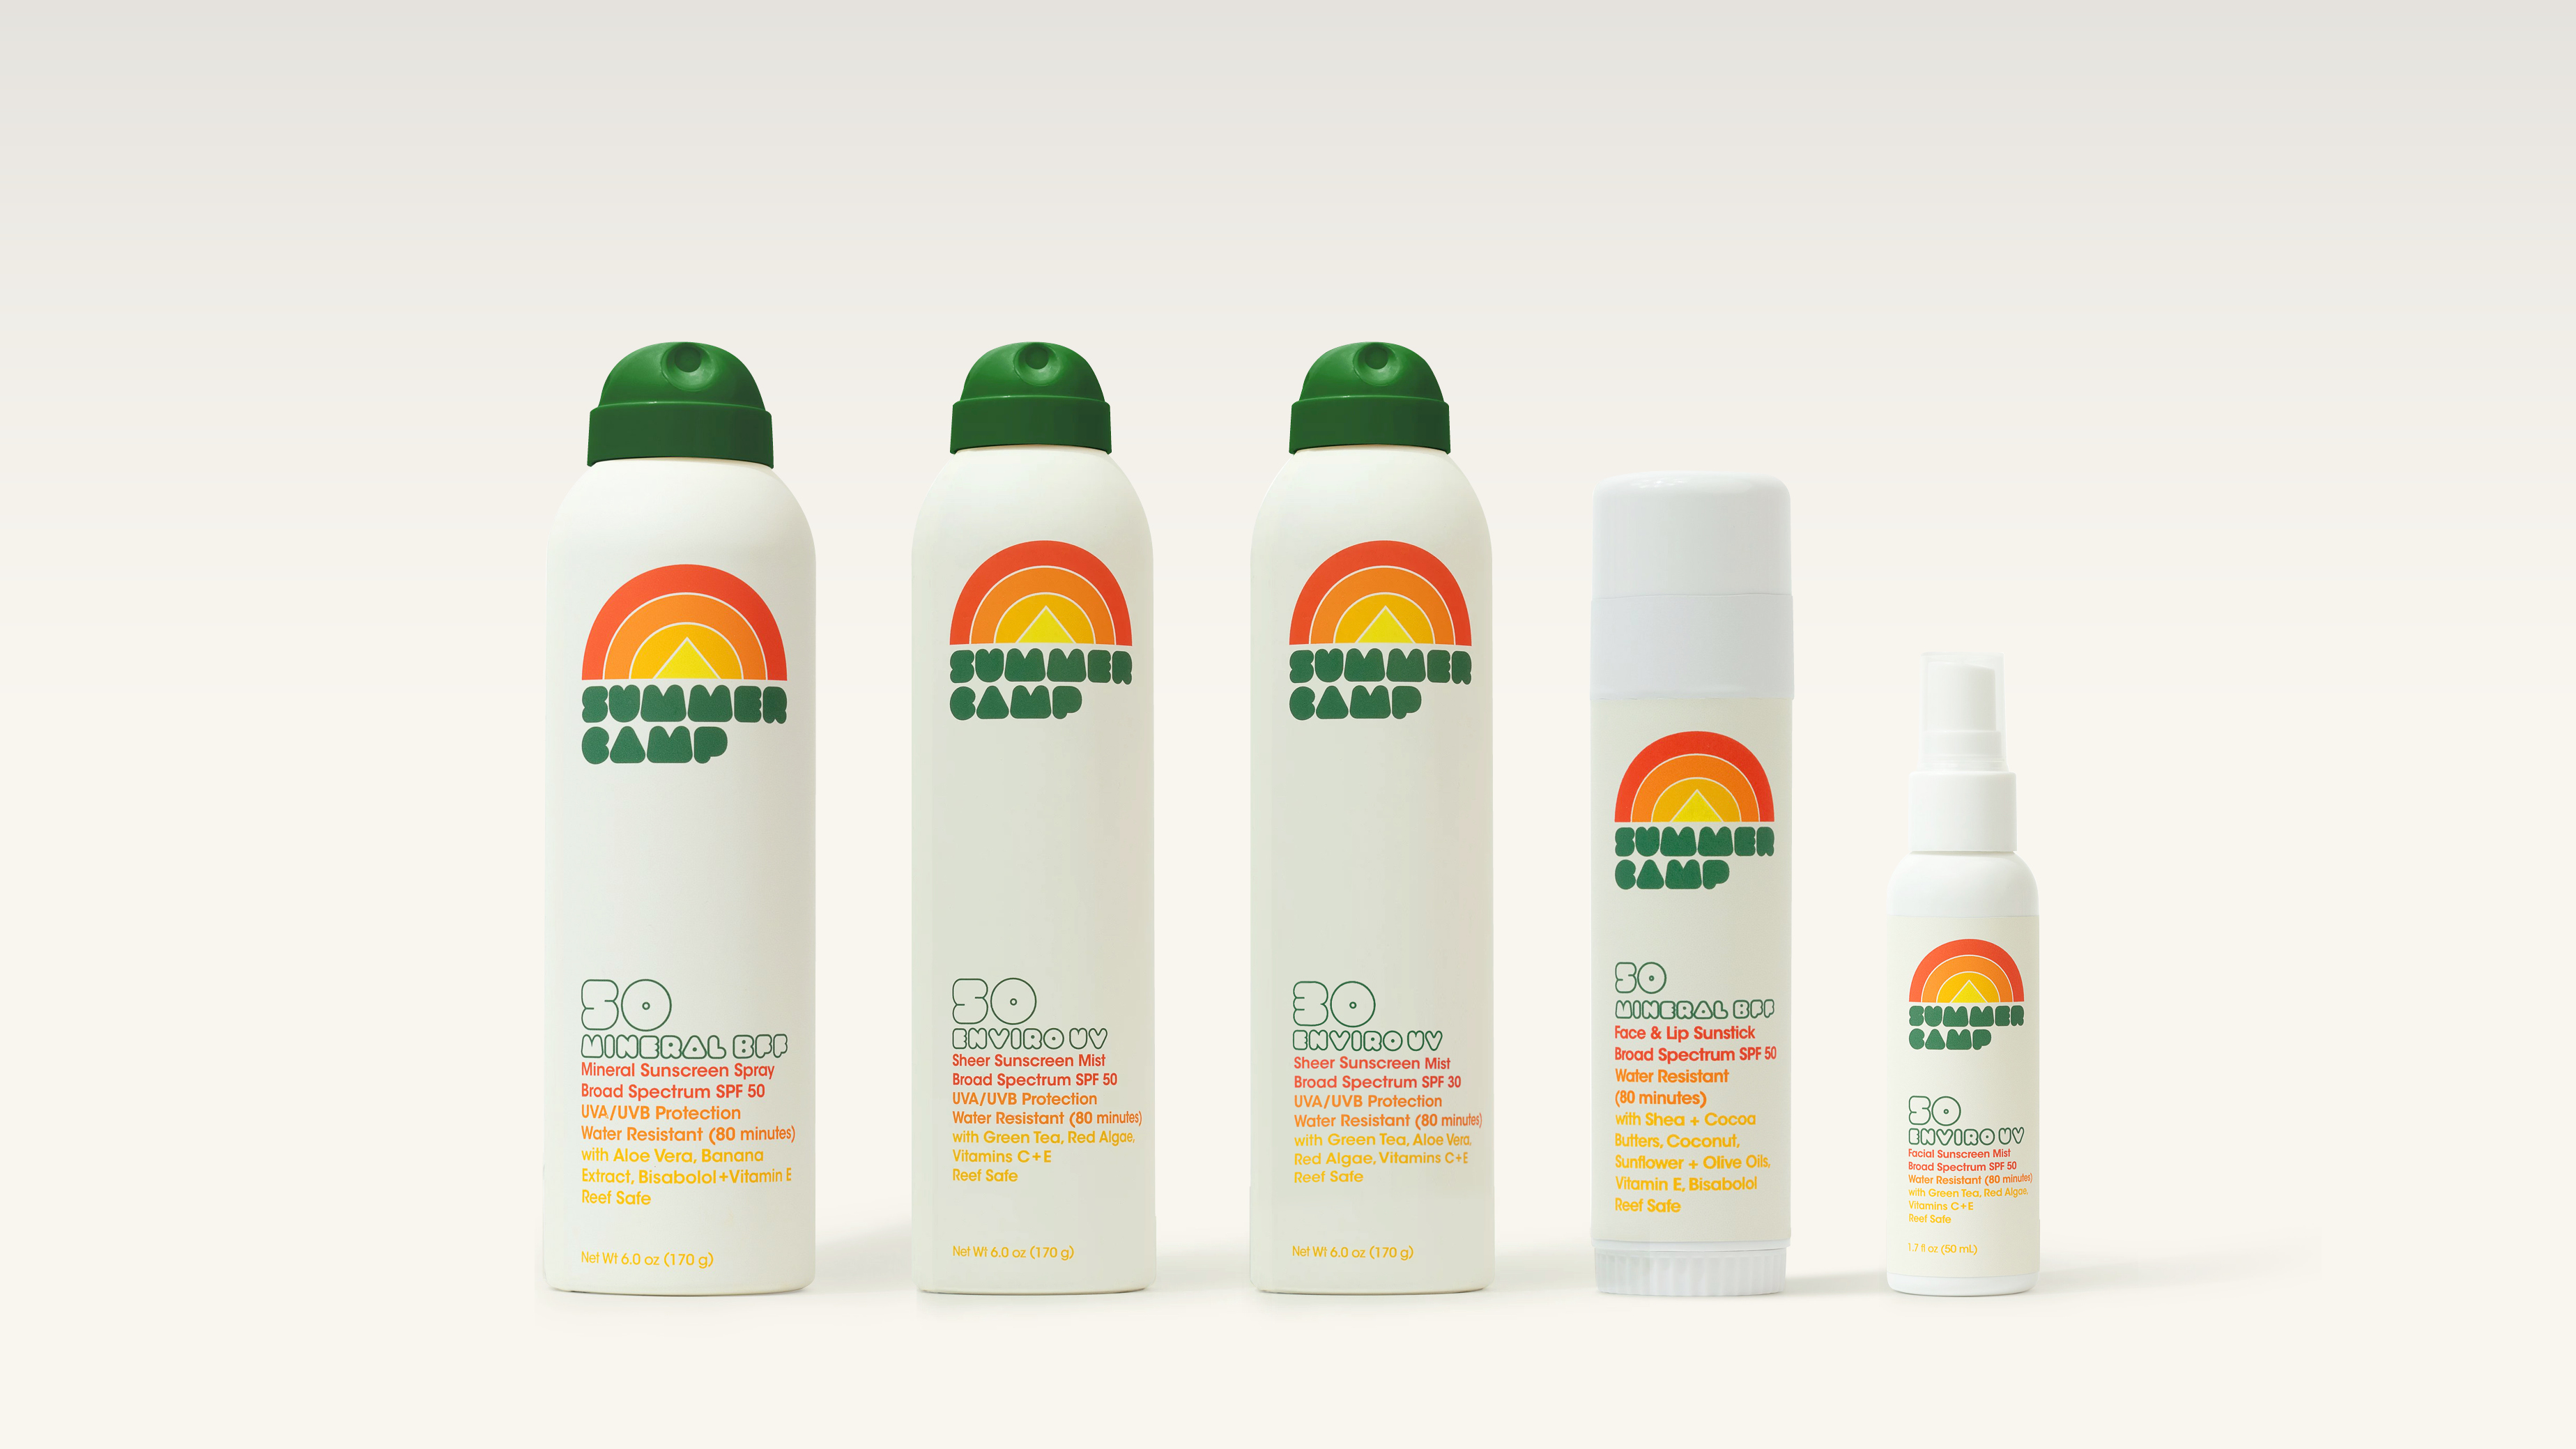 SUMMER
CAMP
50
MINERAL BFF
Mineral Sunscreen Spray
Broad Spectrum SPF 50
UVA/UVB Protection
Water Resistant (80 minutes)
with Aloe Vera, Banana
Extract, Bisabolol+Vitamin E
Reef Safe
Net Wt 6.0 oz (170 g)
SUMMER
CAMP
50
ENVIRO UV
Sheer Sunscreen Mist
Broad Spectrum SPF 50
UVA/UVB Protection
Water Resistant (80 minutes)
with Green Tea, Red Algae,
Vitamins C+E
Reef Safe
Net Wt 6.0 oz (170 g)
SUMMER
CAMP
30
ENVIRO UV
Sheer Sunscreen Mist
Broad Spectrum SPF 30
UVA/UVB Protection
Water Resistant (80 minutes)
with Green Tea, Aloe Vera,
Red Algae, Vitamins C+E
Reef Safe
Net Wt 6.0 oz (170 g)
SUMMER
CAMP
50
MINERAL BFF
Face & Lip Sunstick
Broad Spectrum SPF 50
Water Resistant
(80 minutes)
with Shea + Cocoa
Butters, Coconut,
Sunflower + Olive Oils,
Vitamin E, Bisabolol
Reef Safe
SUMMER
CAMP
50
ENVIRO UV
Facial Sunscreen Mist
Broad Spectrum SPF 50
Water Resistant (80 minutes)
with Green Tea, Red Algae,
Vitamins C+E
Reef Safe
1.7 fl oz (50 mL)